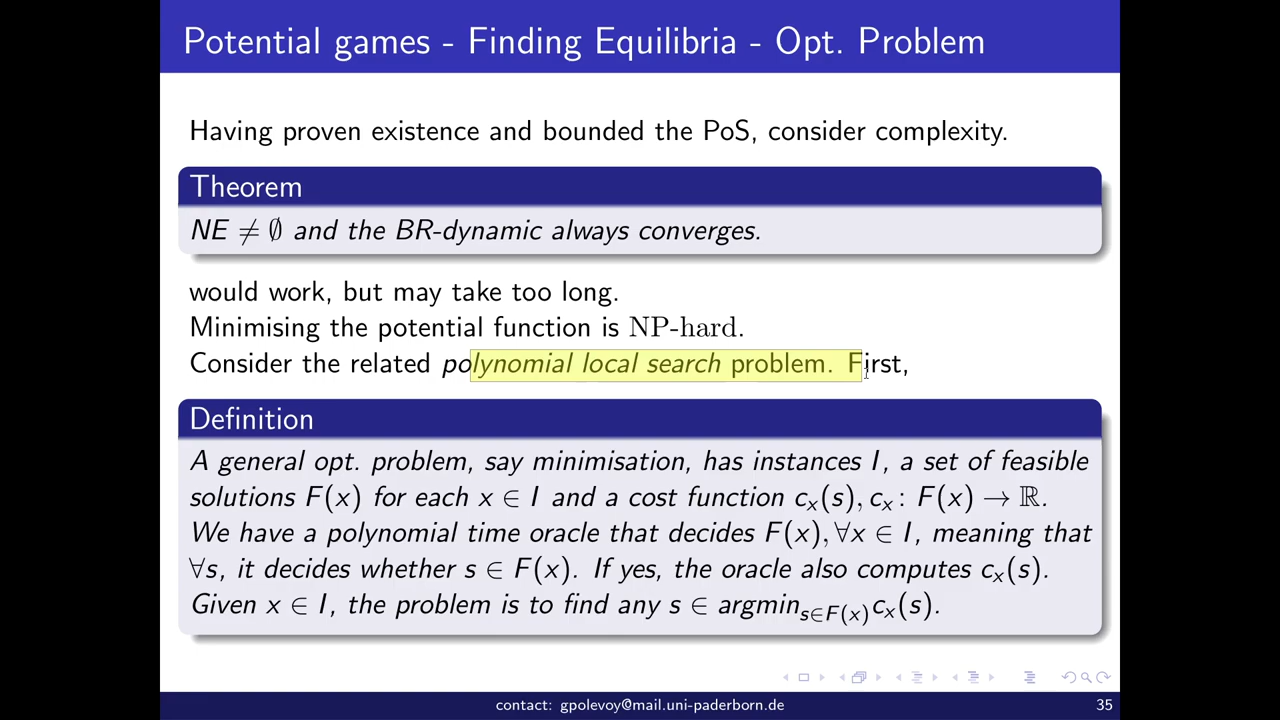 Potential games - Finding Equilibria - Opt. Problem
Having proven existence and bounded the PoS, consider complexity.
Theorem
NE ≠ ∅ and the BR-dynamic always converges.
would work, but may take too long.
Minimising the potential function is NP-hard.
Consider the related polynomial local search problem. First,
Definition
A general opt. problem, say minimisation, has instances I, a set of feasible
solutions F(x) for each x ∈ I and a cost function cₓ(s), cₓ : F(x) → ℝ.
We have a polynomial time oracle that decides F(x), ∀x ∈ I, meaning that
∀s, it decides whether s ∈ F(x). If yes, the oracle also computes cₓ(s).
Given x ∈ I, the problem is to find any s ∈ argmin_{s∈F(x)} cₓ(s).
contact: gpolevoy@mail.uni-paderborn.de 35